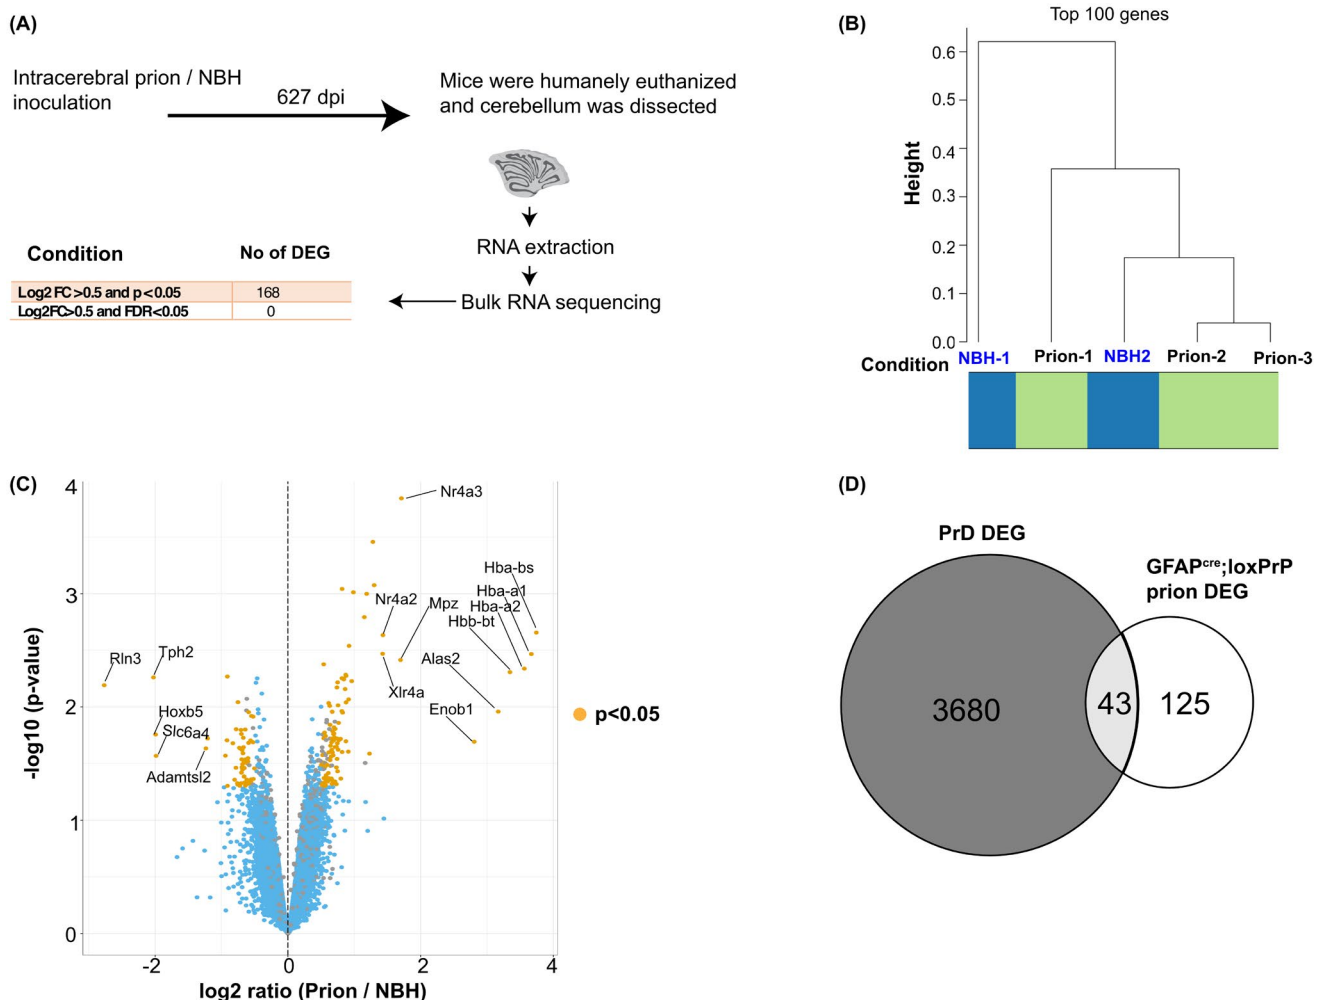 (A)
Intracerebral prion / NBH
inoculation
627 dpi
Mice were humanely euthanized
and cerebellum was dissected
RNA extraction
Bulk RNA sequencing
Condition No of DEG
Log2 FC >0.5 and p<0.05 168
Log2FC>0.5 and FDR<0.05 0
(B)
Top 100 genes
Height
0.6
0.5
0.4
0.3
0.2
0.1
0.0
Condition NBH-1 Prion-1 NBH2 Prion-2 Prion-3
(C)
-log10 (p-value)
4
3
2
1
0
Nr4a3
Hba-bs
Hba-a1
Nr4a2
Mpz
Hba-a2
Hbb-bt
Rln3
Tph2
Alas2
Xlr4a
Hoxb5
Enob1
Slc6a4
Adamtsl2
-2 0 2 4
log2 ratio (Prion / NBH)
p<0.05
(D)
PrD DEG
GFAPcre;loxPrP
prion DEG
3680
43
125